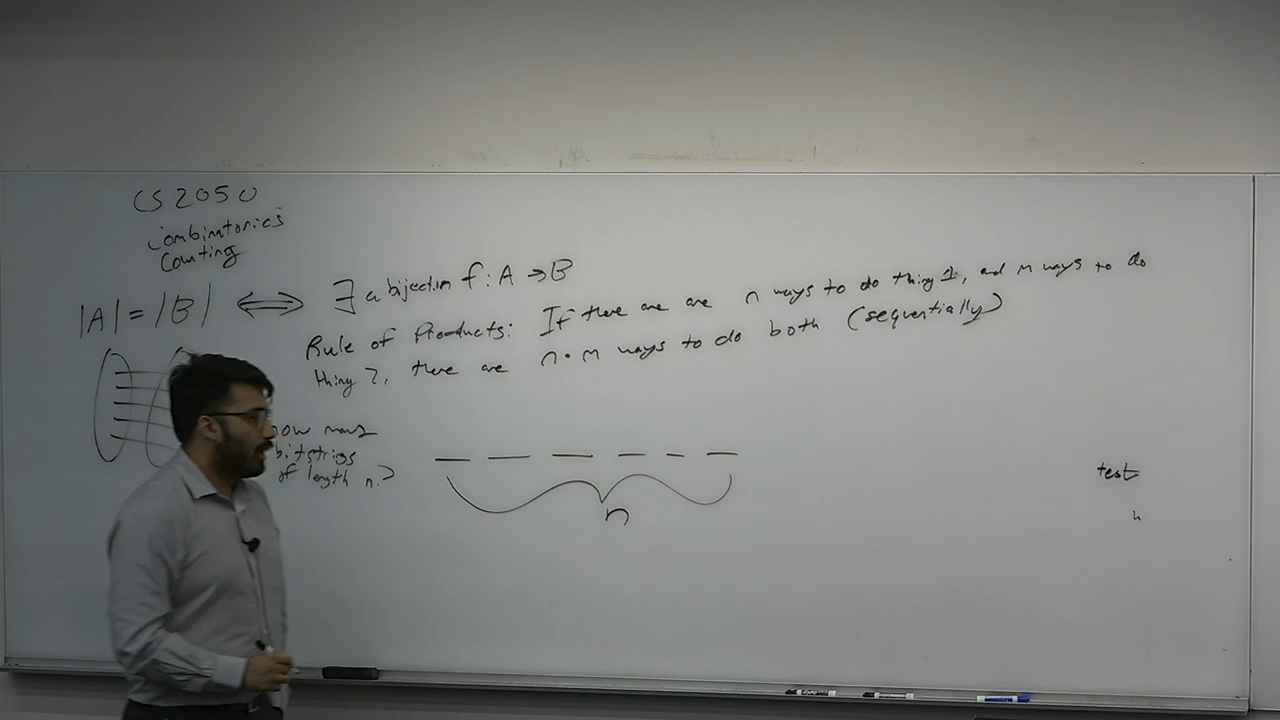 CS 2050
Combinatorics
Counting
|A| = |B| ⟺ ∃ a bijection f: A → B
Rule of Products: If there are are n ways to do thing 1, and m ways to do
thing 2, there are n·m ways to do both (sequentially)
how many
bitstrings
of length n?
n
test